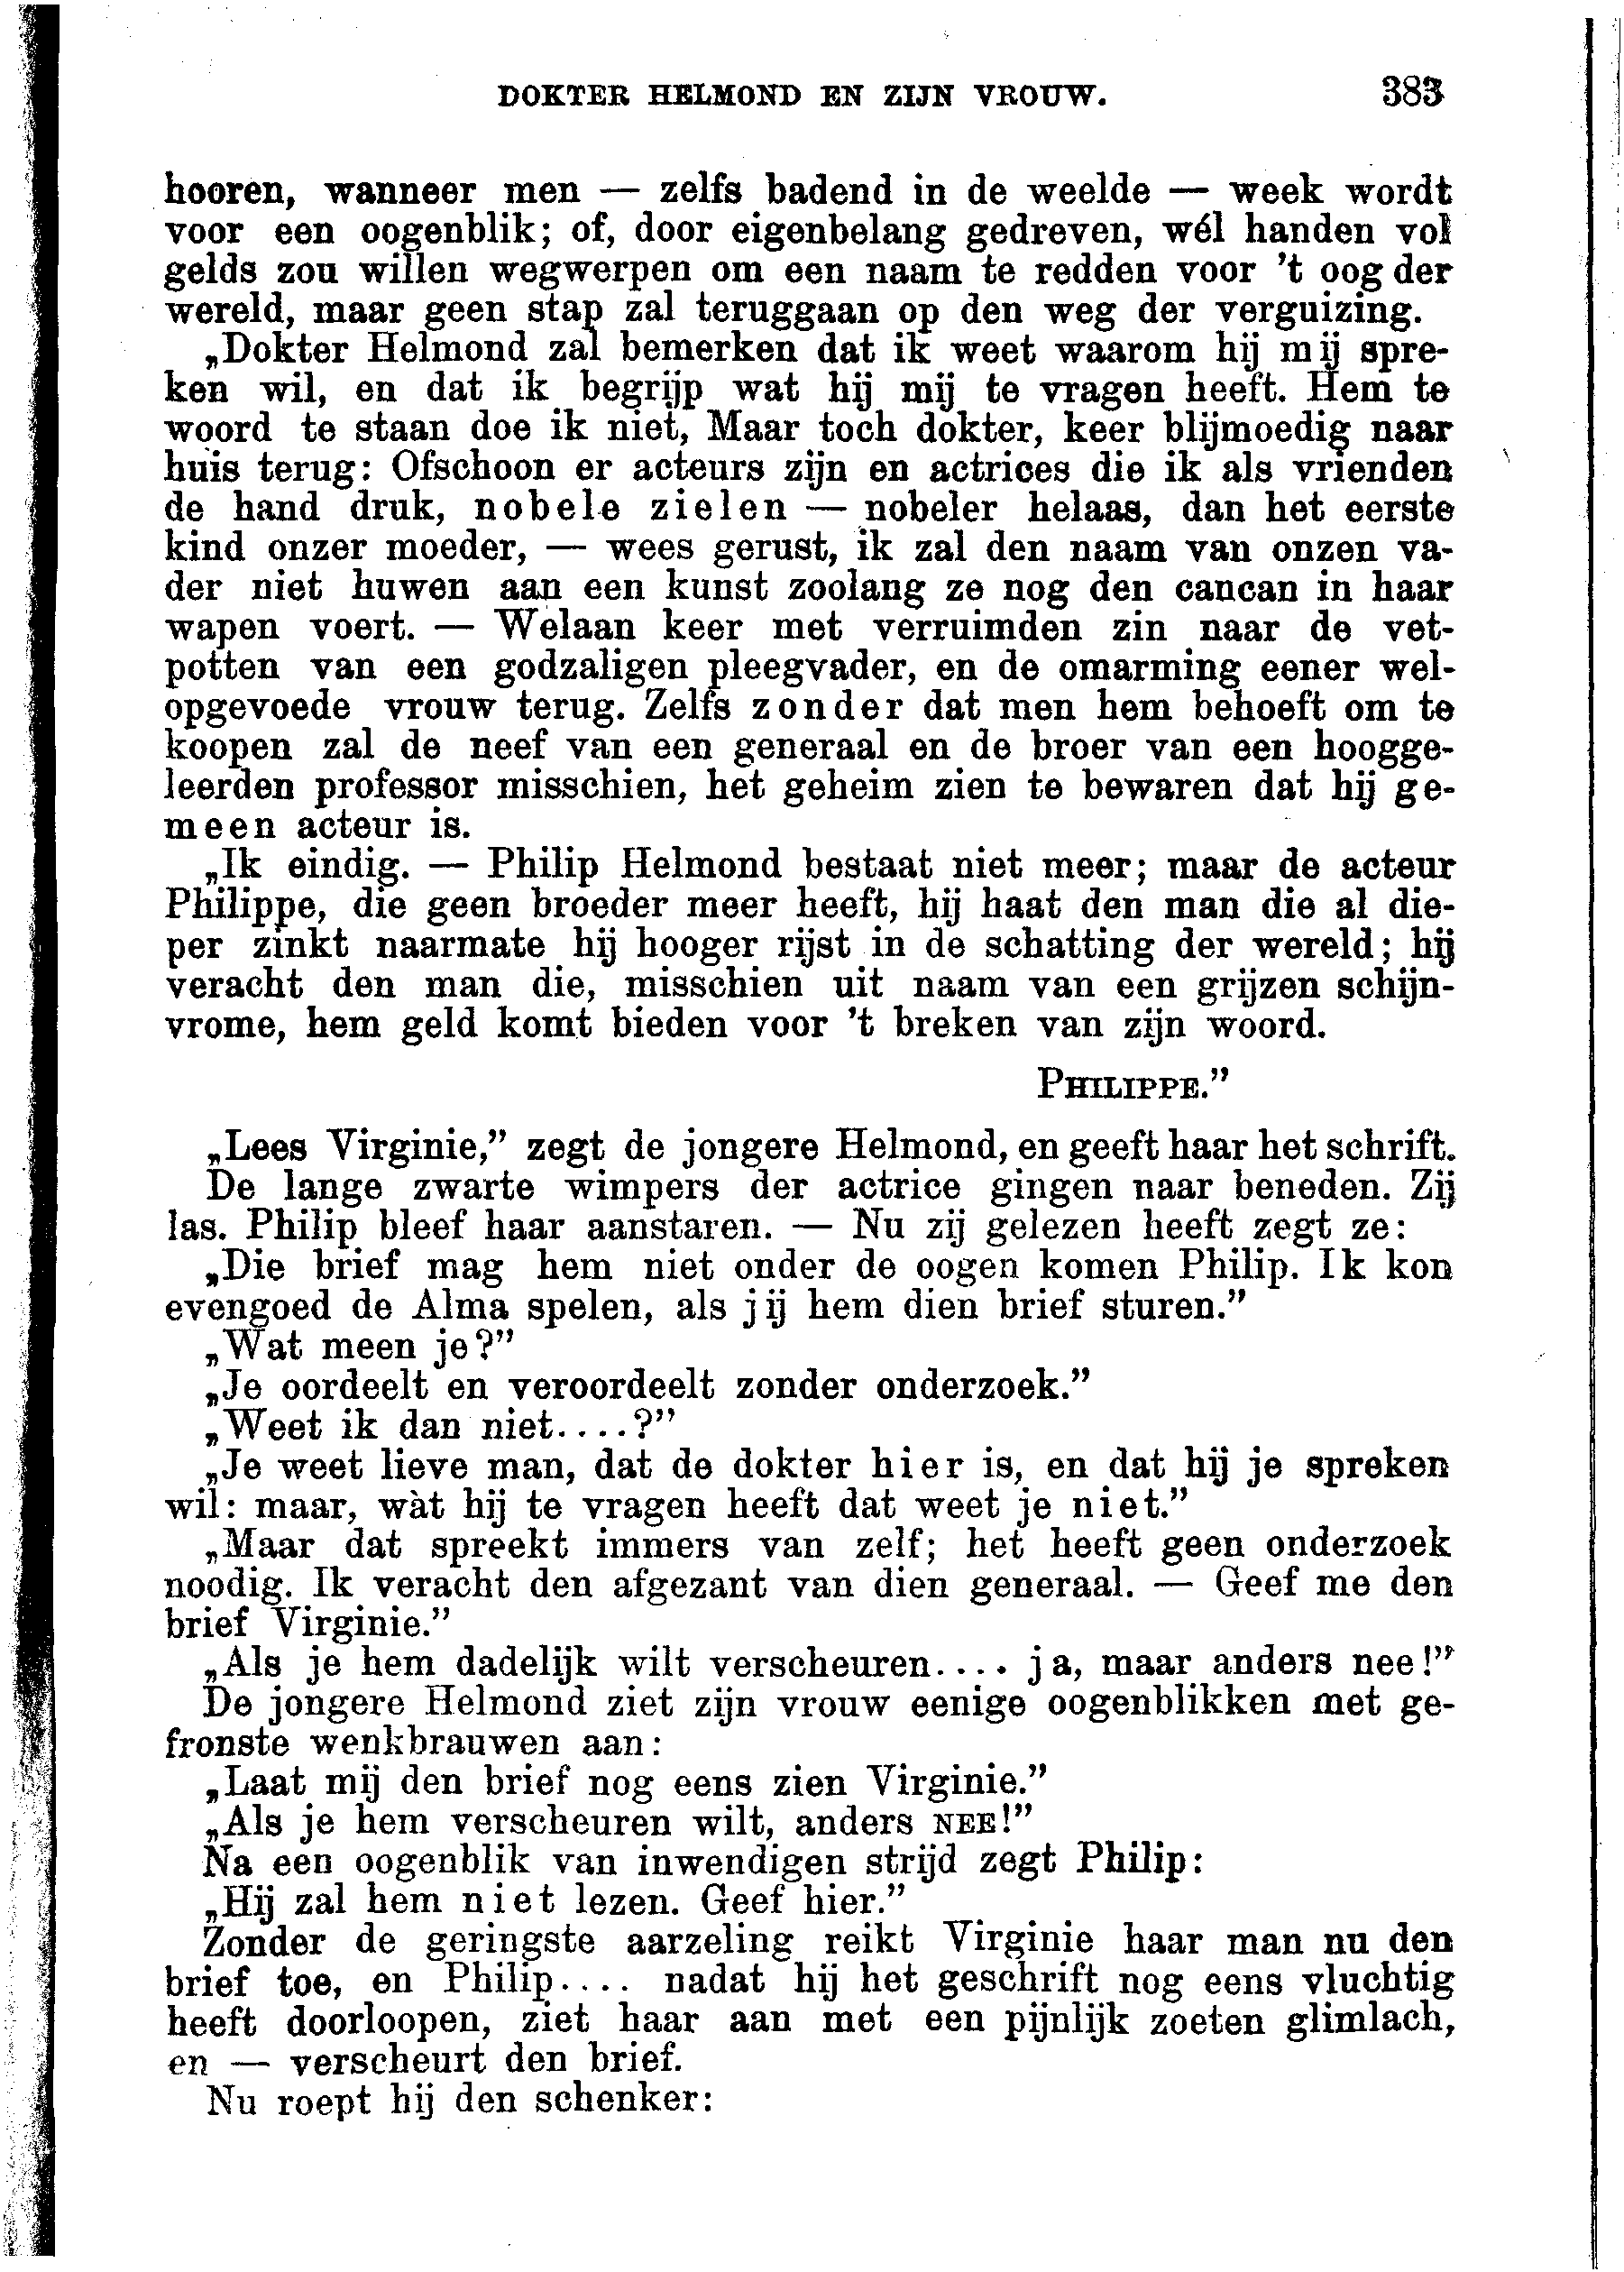 DOKTER HELMOND EN ZIJN VROUW. 383
hooren, wanneer men — zelfs badend in de weelde — week wordt
voor een oogenblik; of, door eigenbelang gedreven, wél handen vol
gelds zou willen wegwerpen om een naam te redden voor 't oog der
wereld, maar geen stap zal teruggaan op den weg der verguizing.
„Dokter Helmond zal bemerken dat ik weet waarom hij mij spre-
ken wil, en dat ik begrijp wat hij mij te vragen heeft. Hem te
woord te staan doe ik niet, Maar toch dokter, keer blijmoedig naar
huis terug: Ofschoon er acteurs zijn en actrices die ik als vrienden
de hand druk, nobele zielen — nobeler helaas, dan het eerste
kind onzer moeder, — wees gerust, ik zal den naam van onzen va-
der niet huwen aan een kunst zoolang ze nog den cancan in haar
wapen voert. — Welaan keer met verruimden zin naar de vet-
potten van een godzaligen pleegvader, en de omarming eener wel-
opgevoede vrouw terug. Zelfs zonder dat men hem behoeft om te
koopen zal de neef van een generaal en de broer van een hoogge-
leerden professor misschien, het geheim zien te bewaren dat hij ge-
meen acteur is.
„Ik eindig. — Philip Helmond bestaat niet meer; maar de acteur
Philippe, die geen broeder meer heeft, hij haat den man die al die-
per zinkt naarmate hij hooger rijst in de schatting der wereld; hij
veracht den man die, misschien uit naam van een grijzen schijn-
vrome, hem geld komt bieden voor 't breken van zijn woord.
PHILIPPE."
„Lees Virginie," zegt de jongere Helmond, en geeft haar het schrift.
De lange zwarte wimpers der actrice gingen naar beneden. Zij
las. Philip bleef haar aanstaren. — Nu zij gelezen heeft zegt ze:
„Die brief mag hem niet onder de oogen komen Philip. Ik kon
evengoed de Alma spelen, als jij hem dien brief sturen."
„Wat meen je?"
„Je oordeelt en veroordeelt zonder onderzoek."
„Weet ik dan niet....?"
„Je weet lieve man, dat de dokter hier is, en dat hij je spreken
wil: maar, wàt hij te vragen heeft dat weet je niet."
„Maar dat spreekt immers van zelf; het heeft geen onderzoek
noodig. Ik veracht den afgezant van dien generaal. — Geef me den
brief Virginie."
„Als je hem dadelijk wilt verscheuren.... ja, maar anders nee!"
De jongere Helmond ziet zijn vrouw eenige oogenblikken met ge-
fronste wenkbrauwen aan:
„Laat mij den brief nog eens zien Virginie."
„Als je hem verscheuren wilt, anders NEE!"
Na een oogenblik van inwendigen strijd zegt Philip:
„Hij zal hem niet lezen. Geef hier."
Zonder de geringste aarzeling reikt Virginie haar man nu den
brief toe, en Philip.... nadat hij het geschrift nog eens vluchtig
heeft doorloopen, ziet haar aan met een pijnlijk zoeten glimlach,
en — verscheurt den brief.
Nu roept hij den schenker: